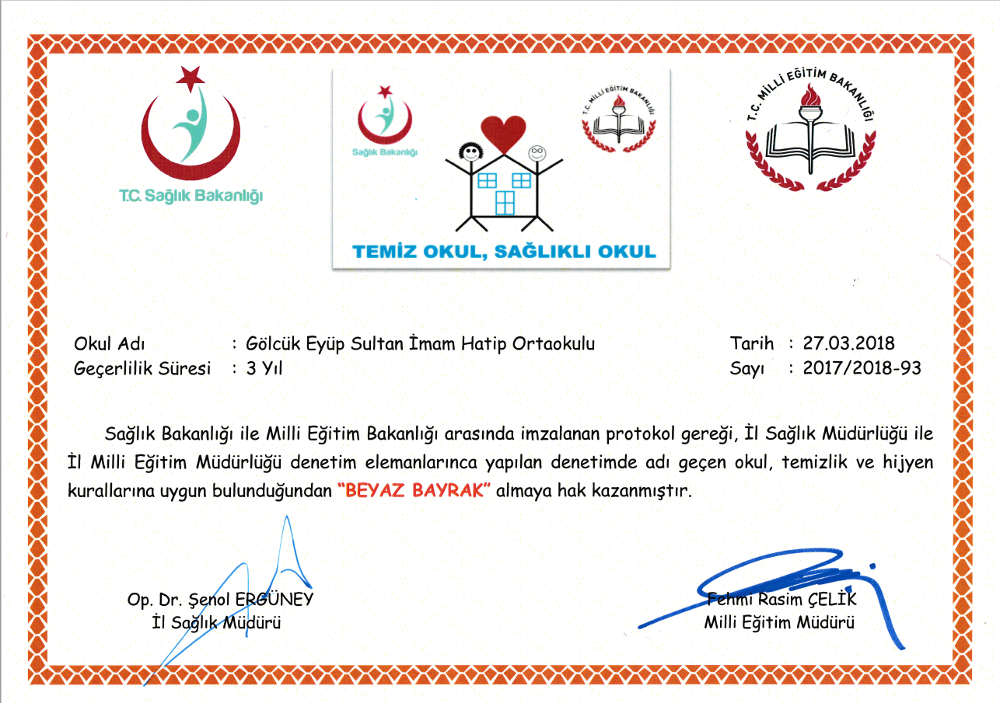 T.C. Sağlık Bakanlığı
Sağlık Bakanlığı
T.C. MİLLÎ EĞİTİM BAKANLIĞI
TEMİZ OKUL, SAĞLIKLI OKUL
T.C. MİLLÎ EĞİTİM BAKANLIĞI
Okul Adı : Gölcük Eyüp Sultan İmam Hatip Ortaokulu
Geçerlilik Süresi : 3 Yıl
Tarih : 27.03.2018
Sayı : 2017/2018-93
Sağlık Bakanlığı ile Milli Eğitim Bakanlığı arasında imzalanan protokol gereği, İl Sağlık Müdürlüğü ile
İl Milli Eğitim Müdürlüğü denetim elemanlarınca yapılan denetimde adı geçen okul, temizlik ve hijyen
kurallarına uygun bulunduğundan “BEYAZ BAYRAK” almaya hak kazanmıştır.
Op. Dr. Şenol ERGÜNEY
İl Sağlık Müdürü
Fehmi Rasim ÇELİK
Milli Eğitim Müdürü